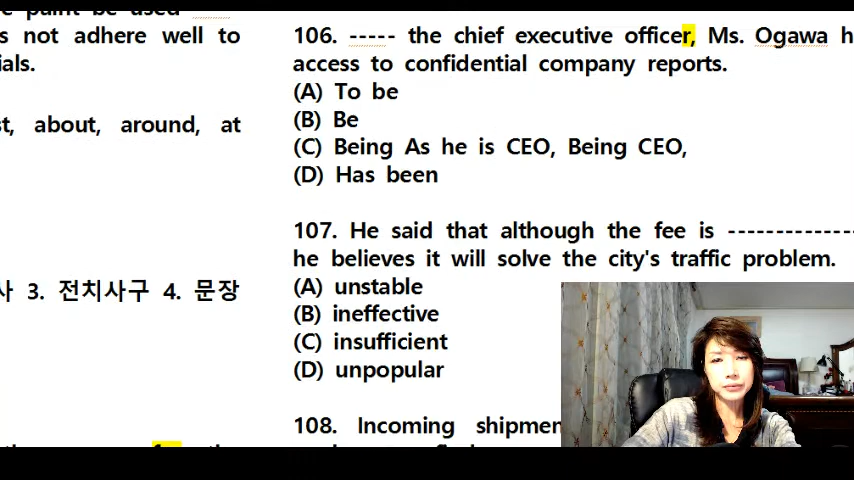 s not adhere well to
ials.
st, about, around, at
3. 전치사구 4. 문장
106. ----- the chief executive officer, Ms. Ogawa h
access to confidential company reports.
(A) To be
(B) Be
(C) Being As he is CEO, Being CEO,
(D) Has been
107. He said that although the fee is --------------
he believes it will solve the city's traffic problem.
(A) unstable
(B) ineffective
(C) insufficient
(D) unpopular
108. Incoming shipmen